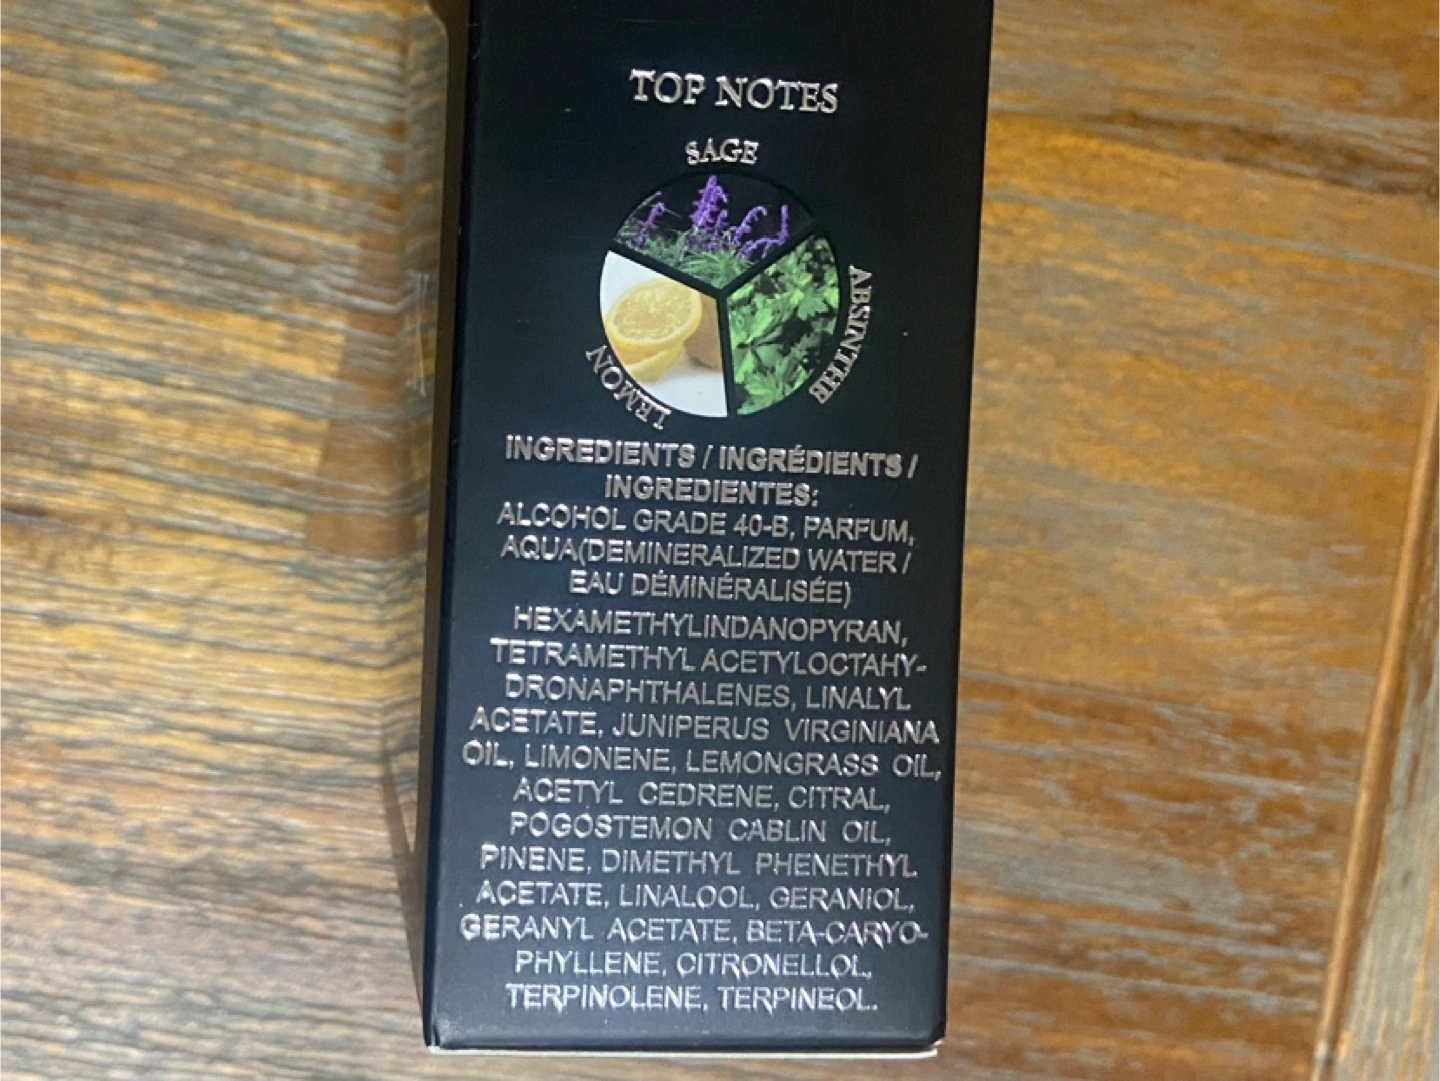 TOP NOTES
SAGE
ABSINTHE
LEMON
INGREDIENTS / INGRÉDIENTS /
INGREDIENTES:
ALCOHOL GRADE 40-B, PARFUM,
AQUA(DEMINERALIZED WATER /
EAU DÉMINÉRALISÉE)
HEXAMETHYLINDANOPYRAN,
TETRAMETHYL ACETYLOCTAHY-
DRONAPHTHALENES, LINALYL
ACETATE, JUNIPERUS VIRGINIANA
OIL, LIMONENE, LEMONGRASS OIL,
ACETYL CEDRENE, CITRAL,
POGOSTEMON CABLIN OIL,
PINENE, DIMETHYL PHENETHYL
ACETATE, LINALOOL, GERANIOL,
GERANYL ACETATE, BETA-CARYO-
PHYLLENE, CITRONELLOL,
TERPINOLENE, TERPINEOL.